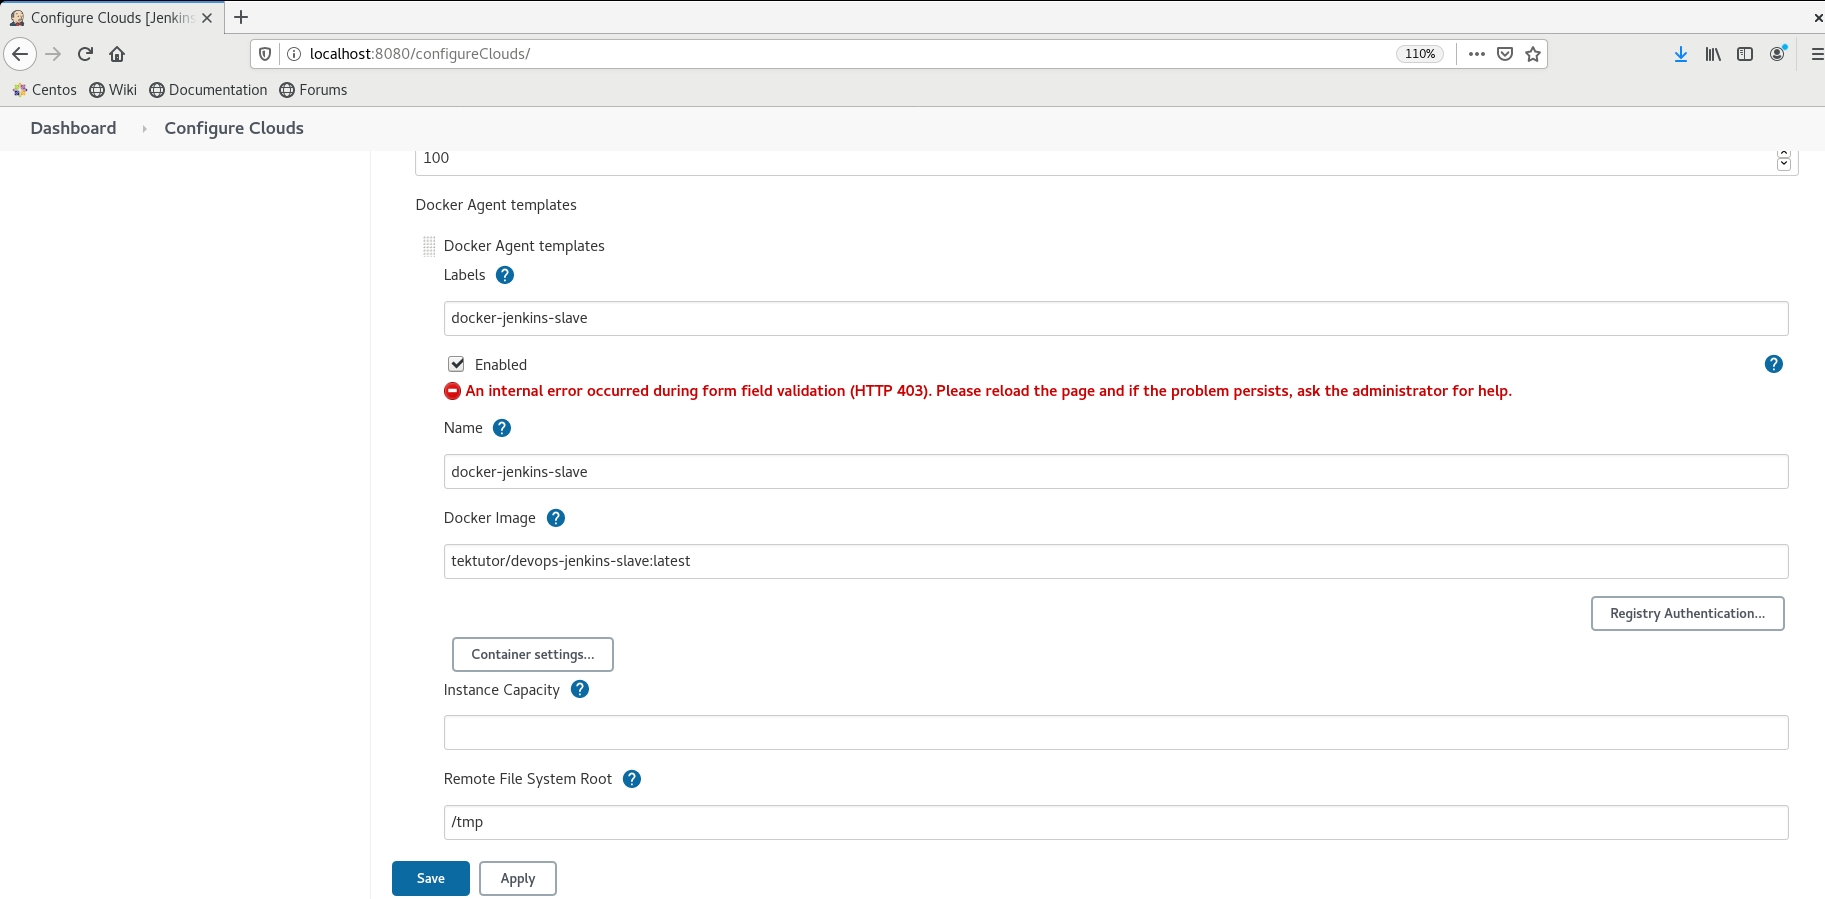 Configure Clouds [Jenkins
localhost:8080/configureClouds/
110%
Centos Wiki Documentation Forums
Dashboard Configure Clouds
100
Docker Agent templates
Docker Agent templates
Labels ?
docker-jenkins-slave
Enabled ?
An internal error occurred during form field validation (HTTP 403). Please reload the page and if the problem persists, ask the administrator for help.
Name ?
docker-jenkins-slave
Docker Image ?
tektutor/devops-jenkins-slave:latest
Registry Authentication...
Container settings...
Instance Capacity ?
Remote File System Root ?
/tmp
Save Apply